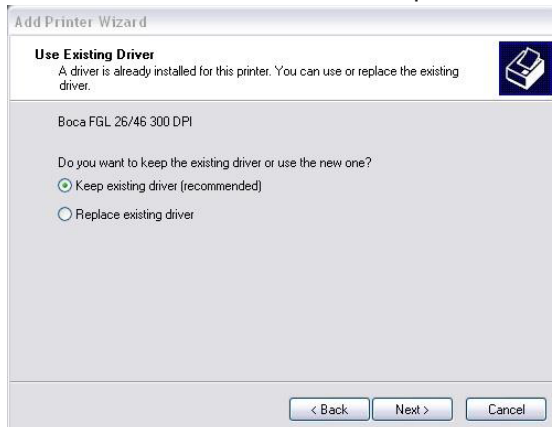 Add Printer Wizard
Use Existing Driver
A driver is already installed for this printer. You can use or replace the existing
driver.
Boca FGL 26/46 300 DPI
Do you want to keep the existing driver or use the new one?
Keep existing driver (recommended)
Replace existing driver
< Back Next > Cancel